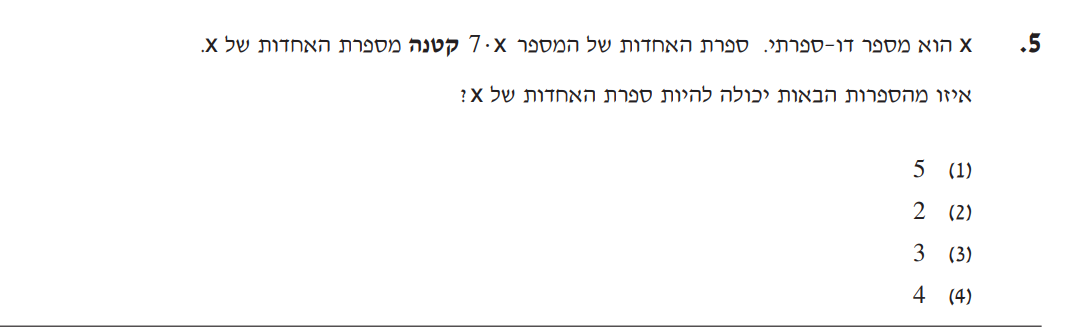 5. x הוא מספר דו-ספרתי. ספרת האחדות של המספר 7·x קטנה מספרת האחדות של x.
איזו מהספרות הבאות יכולה להיות ספרת האחדות של x?
(1) 5
(2) 2
(3) 3
(4) 4